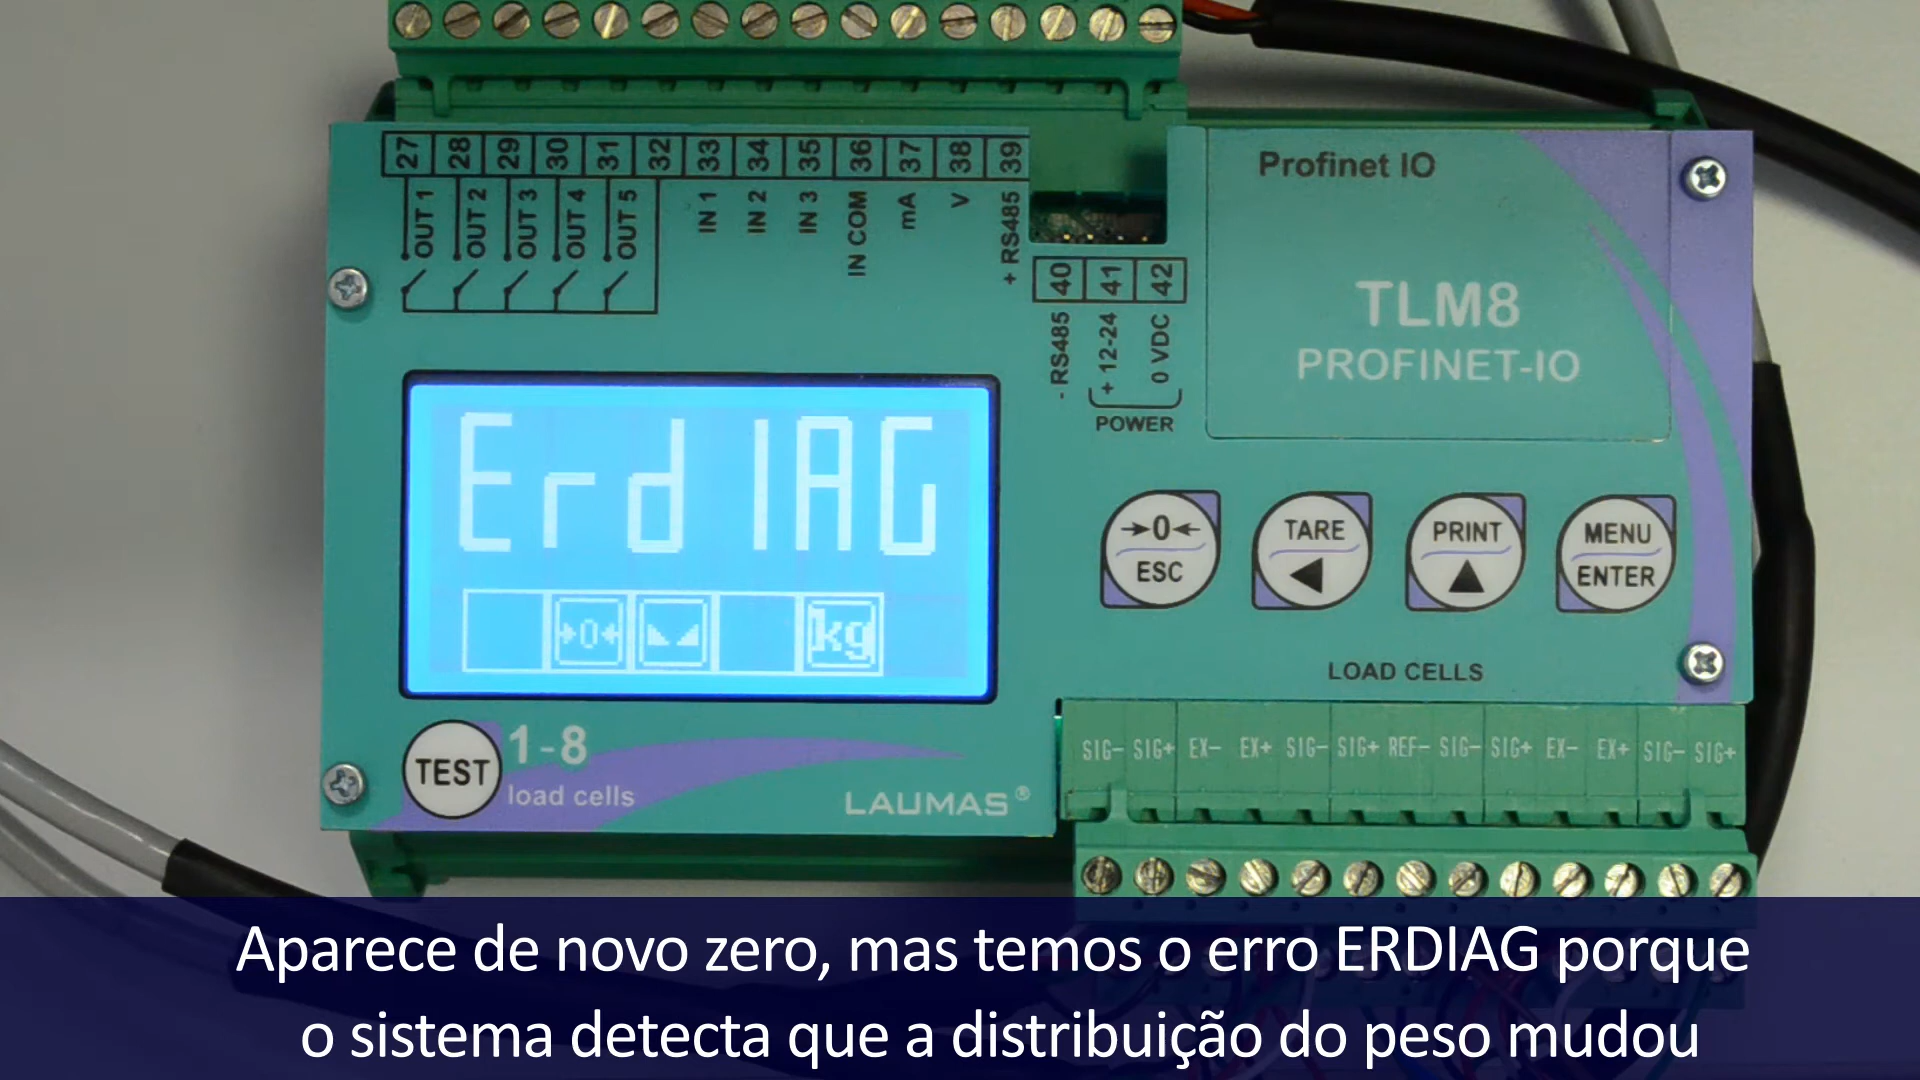 27 28 29 30 31 32 33 34 35 36 37 38 39
OUT 1 OUT 2 OUT 3 OUT 4 OUT 5 IN 1 IN 2 IN 3 IN COM mA V + RS485
40 41 42
- RS485 + 12-24 0 VDC
POWER
Profinet IO
TLM8
PROFINET-IO
ErdIAG
→0← kg
→0← TARE PRINT MENU
ESC ENTER
LOAD CELLS
SIG- SIG+ EX- EX+ SIG- SIG+ REF- SIG- SIG+ EX- EX+ SIG- SIG+
TEST 1-8
load cells
LAUMAS®
Aparece de novo zero, mas temos o erro ERDIAG porque
o sistema detecta que a distribuição do peso mudou